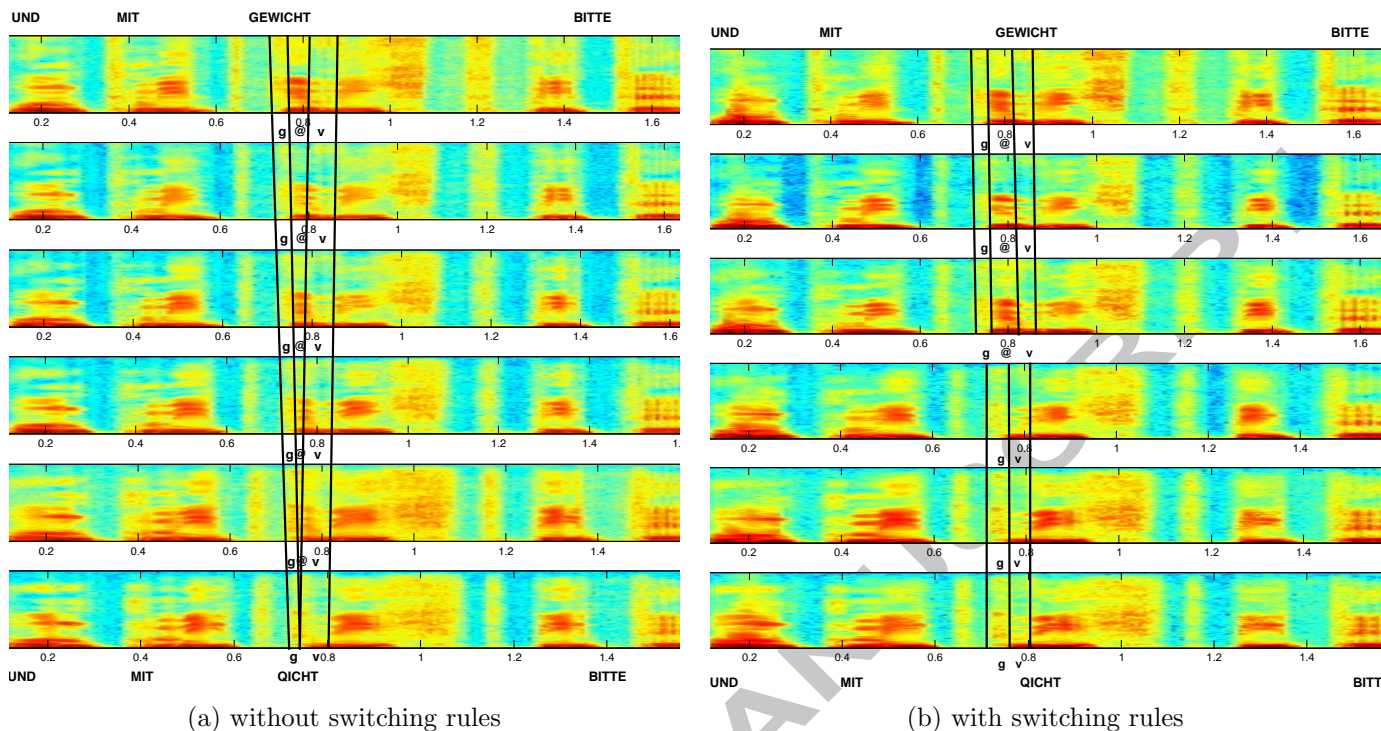 UND MIT GEWICHT BITTE
0.2 0.4 0.6 0.8 1 1.2 1.4 1.6
g @ v
0.2 0.4 0.6 0.8 1 1.2 1.4 1.6
g @ v
0.2 0.4 0.6 0.8 1 1.2 1.4
g @ v
0.2 0.4 0.6 0.8 1 1.2 1.4 1.
g @ v
0.2 0.4 0.6 0.8 1 1.2 1.4
g @ v
0.2 0.4 0.6 0.8 1 1.2 1.4
g v
UND MIT QICHT BITTE
(a) without switching rules
UND MIT GEWICHT BITTE
0.2 0.4 0.6 0.8 1 1.2 1.4 1.6
g @ v
0.2 0.4 0.6 0.8 1 1.2 1.4 1.6
g @ v
0.2 0.4 0.6 0.8 1 1.2 1.4 1.6
g @ v
0.2 0.4 0.6 0.8 1 1.2 1.4
g v
0.2 0.4 0.6 0.8 1 1.2 1.4
g v
0.2 0.4 0.6 0.8 1 1.2 1.4
g v
UND MIT QICHT BITT
(b) with switching rules